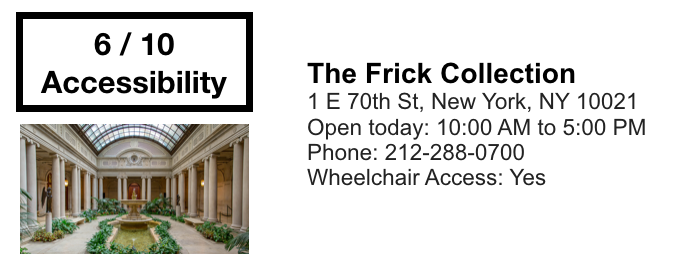 6 / 10
Accessibility
The Frick Collection
1 E 70th St, New York, NY 10021
Open today: 10:00 AM to 5:00 PM
Phone: 212-288-0700
Wheelchair Access: Yes